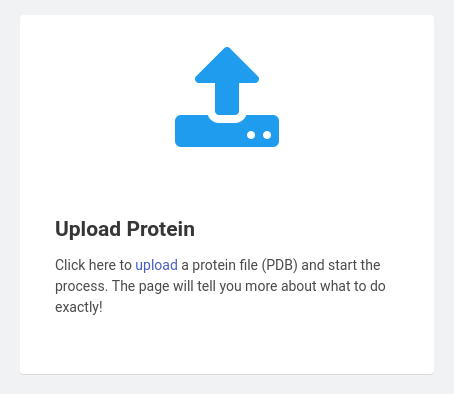 Upload Protein
Click here to upload a protein file (PDB) and start the
process. The page will tell you more about what to do
exactly!